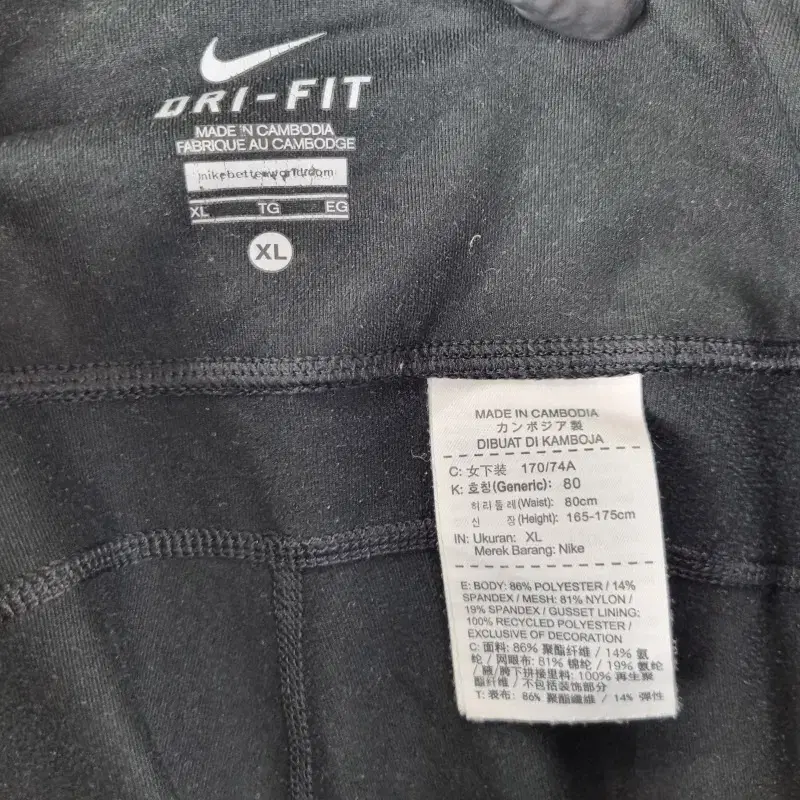 DRI-FIT
MADE IN CAMBODIA
FABRIQUE AU CAMBODGE
nikebetterworld.com
XL TG EG
XL
MADE IN CAMBODIA
カンボジア製
DIBUAT DI KAMBOJA
C: 女下装 170/74A
K: 호칭(Generic): 80
허리둘레(Waist): 80cm
신 장(Height): 165-175cm
IN: Ukuran: XL
Merek Barang: Nike
E: BODY: 86% POLYESTER / 14%
SPANDEX / MESH: 81% NYLON /
19% SPANDEX / GUSSET LINING:
100% RECYCLED POLYESTER /
EXCLUSIVE OF DECORATION
C: 面料: 86% 聚酯纤维 / 14% 氨
纶 / 网眼布: 81% 锦纶 / 19% 氨纶
/ 腋/腾下拼接里料: 100% 再生聚
酯纤维 / 不包括装饰部分
T: 表布: 86% 聚酯纖維 / 14% 彈性